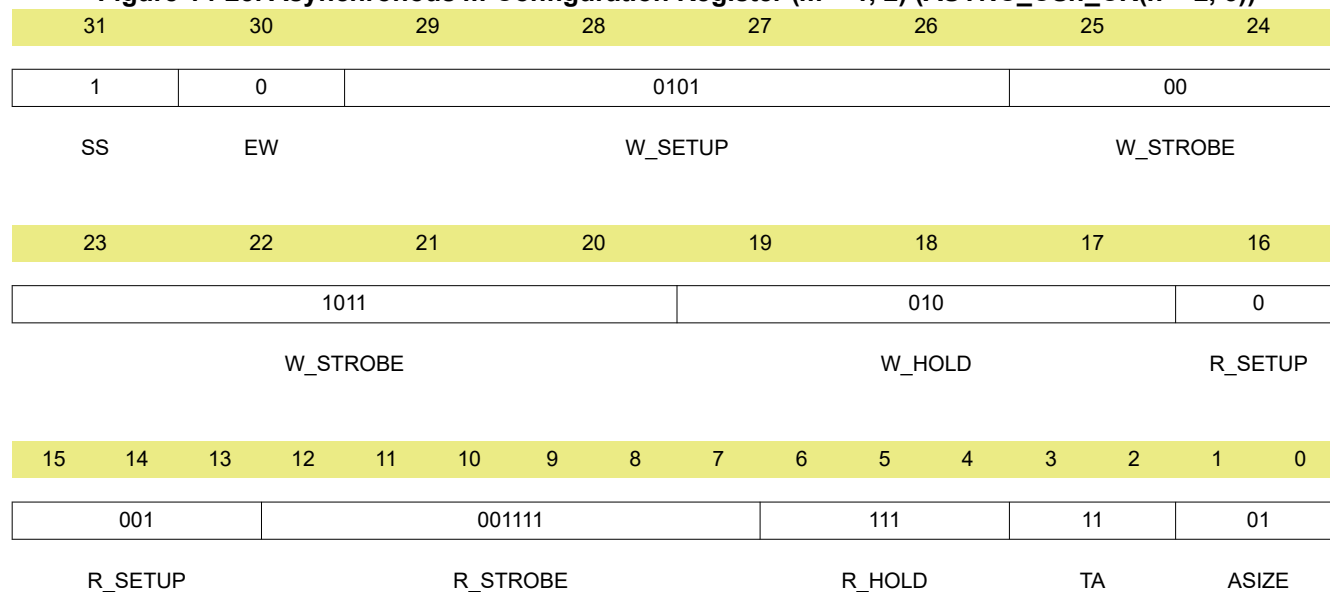 31 30 29 28 27 26 25 24
1 0 0101 00
SS EW W_SETUP W_STROBE
23 22 21 20 19 18 17 16
1011 010 0
W_STROBE W_HOLD R_SETUP
15 14 13 12 11 10 9 8 7 6 5 4 3 2 1 0
001 001111 111 11 01
R_SETUP R_STROBE R_HOLD TA ASIZE